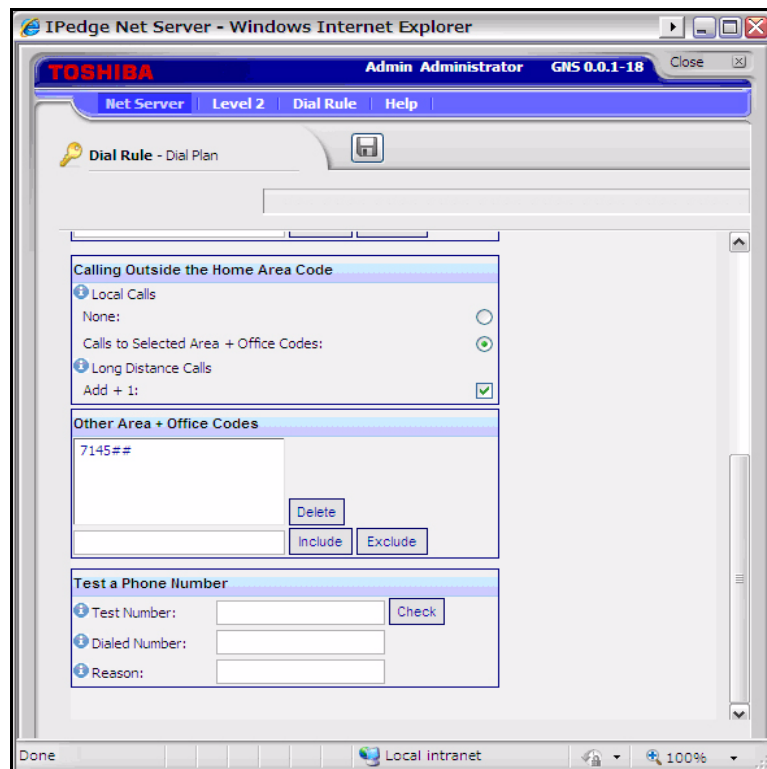 IPedge Net Server - Windows Internet Explorer
TOSHIBA Admin Administrator GNS 0.0.1-18 Close
Net Server Level 2 Dial Rule Help
Dial Rule - Dial Plan
Calling Outside the Home Area Code
Local Calls
None:
Calls to Selected Area + Office Codes:
Long Distance Calls
Add + 1:
Other Area + Office Codes
7145##
Delete
Include Exclude
Test a Phone Number
Test Number: Check
Dialed Number:
Reason:
Done Local intranet 100%